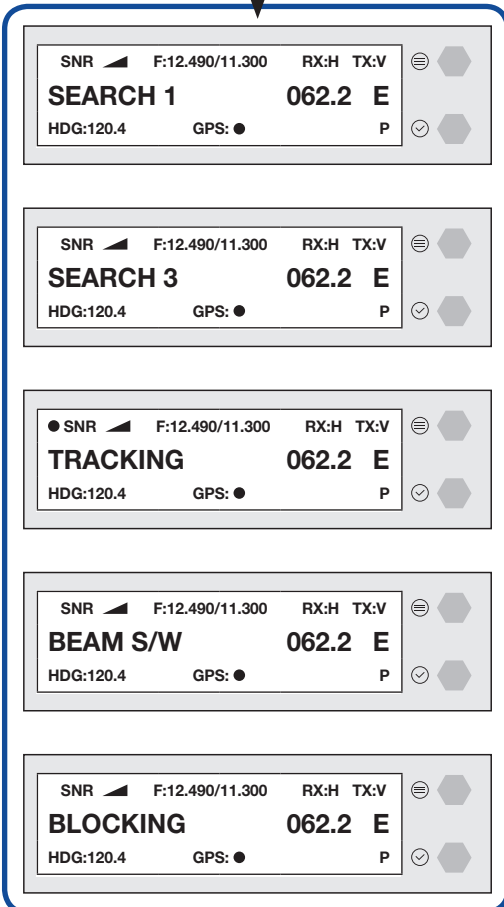 SNR F:12.490/11.300 RX:H TX:V
SEARCH 1 062.2 E
HDG:120.4 GPS: ● P
SNR F:12.490/11.300 RX:H TX:V
SEARCH 3 062.2 E
HDG:120.4 GPS: ● P
● SNR F:12.490/11.300 RX:H TX:V
TRACKING 062.2 E
HDG:120.4 GPS: ● P
SNR F:12.490/11.300 RX:H TX:V
BEAM S/W 062.2 E
HDG:120.4 GPS: ● P
SNR F:12.490/11.300 RX:H TX:V
BLOCKING 062.2 E
HDG:120.4 GPS: ● P